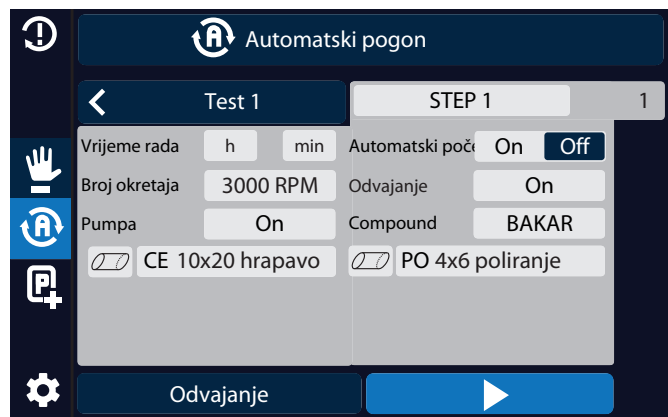 Automatski pogon
Test 1 STEP 1 1
Vrijeme rada h min Automatski poče On Off
Broj okretaja 3000 RPM Odvajanje On
Pumpa On Compound BAKAR
CE 10x20 hrapavo PO 4x6 poliranje
Odvajanje